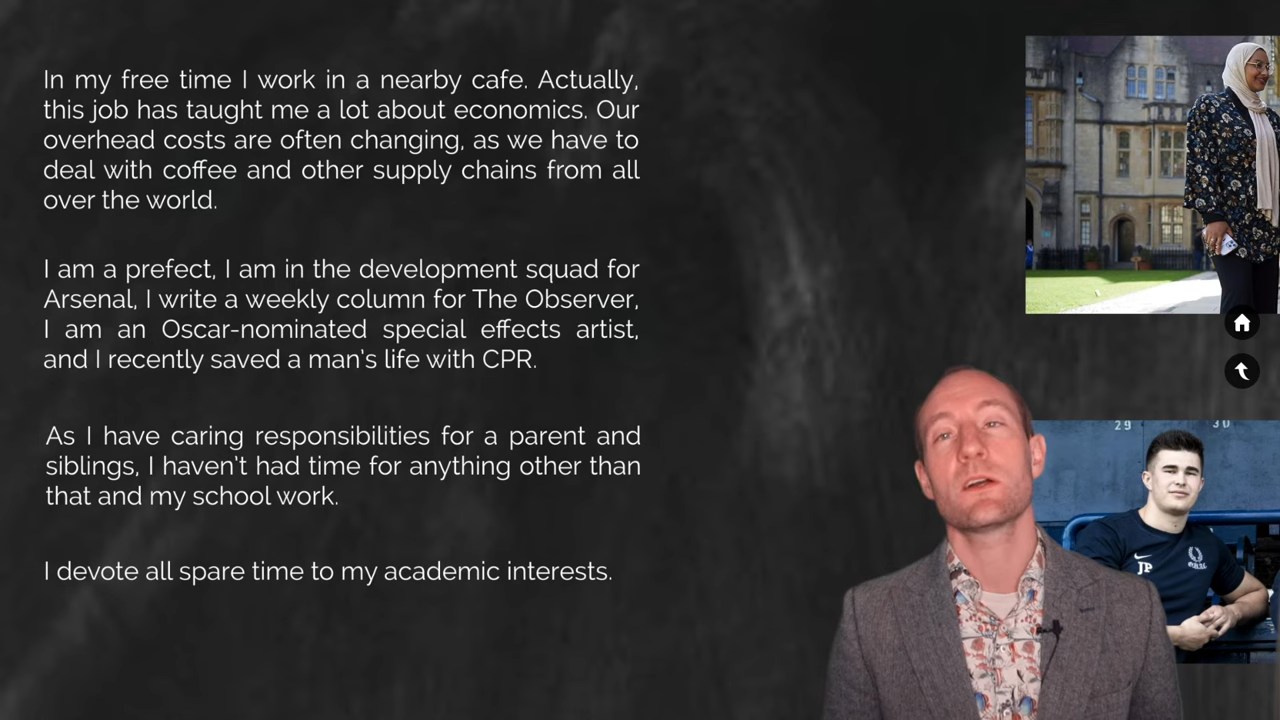 In my free time I work in a nearby cafe. Actually,
this job has taught me a lot about economics. Our
overhead costs are often changing, as we have to
deal with coffee and other supply chains from all
over the world.
I am a prefect, I am in the development squad for
Arsenal, I write a weekly column for The Observer,
I am an Oscar-nominated special effects artist,
and I recently saved a man's life with CPR.
As I have caring responsibilities for a parent and
siblings, I haven't had time for anything other than
that and my school work.
I devote all spare time to my academic interests.
29 30
JP